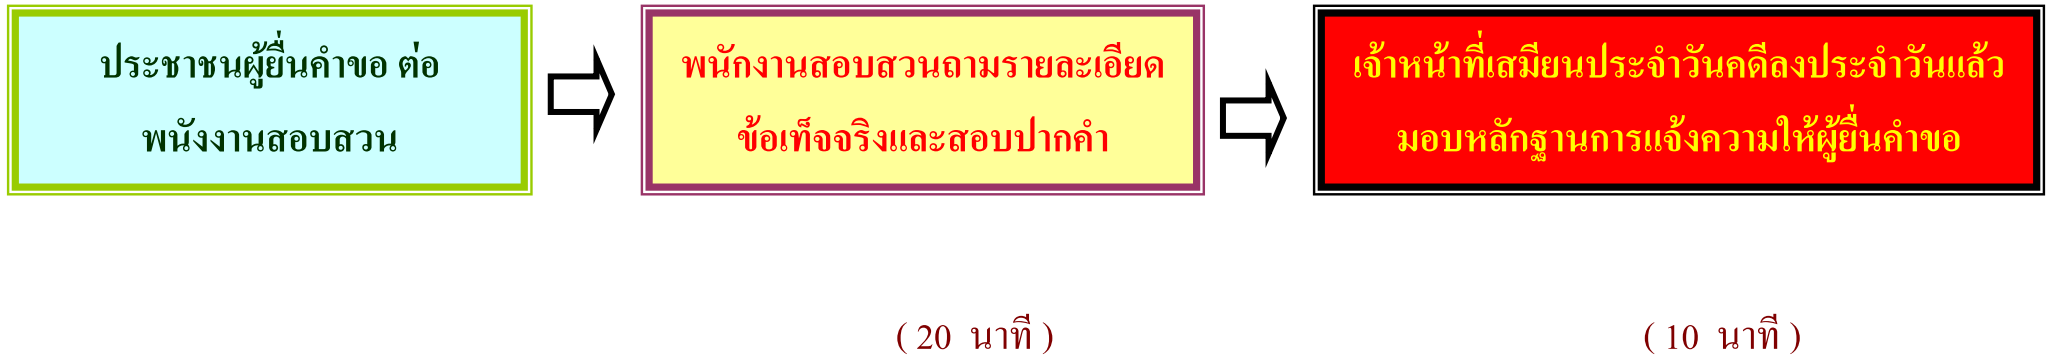 ประชาชนผู้ยื่นคำขอ ต่อ
พนังงานสอบสวน
พนักงานสอบสวนถามรายละเอียด
ข้อเท็จจริงและสอบปากคำ
เจ้าหน้าที่เสมียนประจำวันคดีลงประจำวันแล้ว
มอบหลักฐานการแจ้งความให้ผู้ยื่นคำขอ
( 20 นาที )
( 10 นาที )